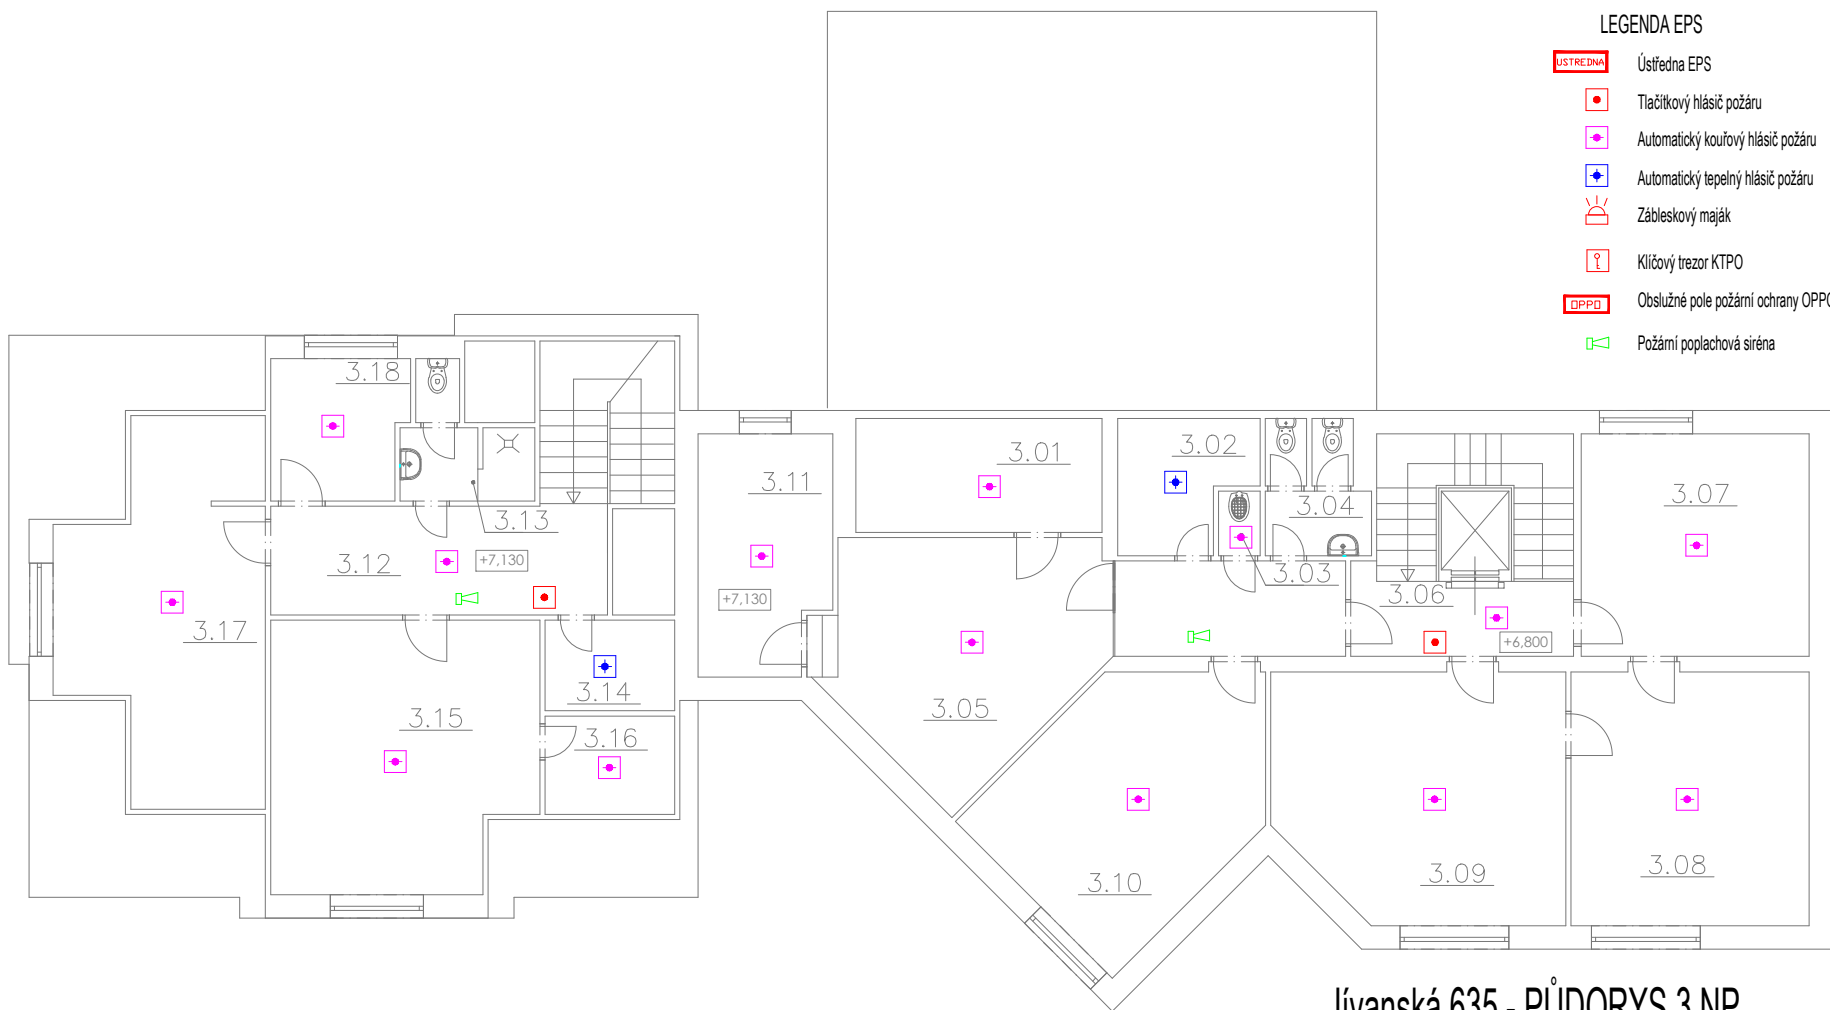 LEGENDA EPS
USTREDNA Ústředna EPS
Tlačítkový hlásič požáru
Automatický kouřový hlásič požáru
Automatický tepelný hlásič požáru
Zábleskový maják
Klíčový trezor KTPO
OPPO Obslužné pole požární ochrany OPPO
Požární poplachová siréna
3.18
3.01
3.02
3.11
3.07
3.04
3.13
3.12
+7,130
3.03
3.06
+7,130
3.17
+6,800
3.14
3.05
3.15
3.16
3.10
3.09
3.08
Jívanská 635 - PŮDORYS 3.NP